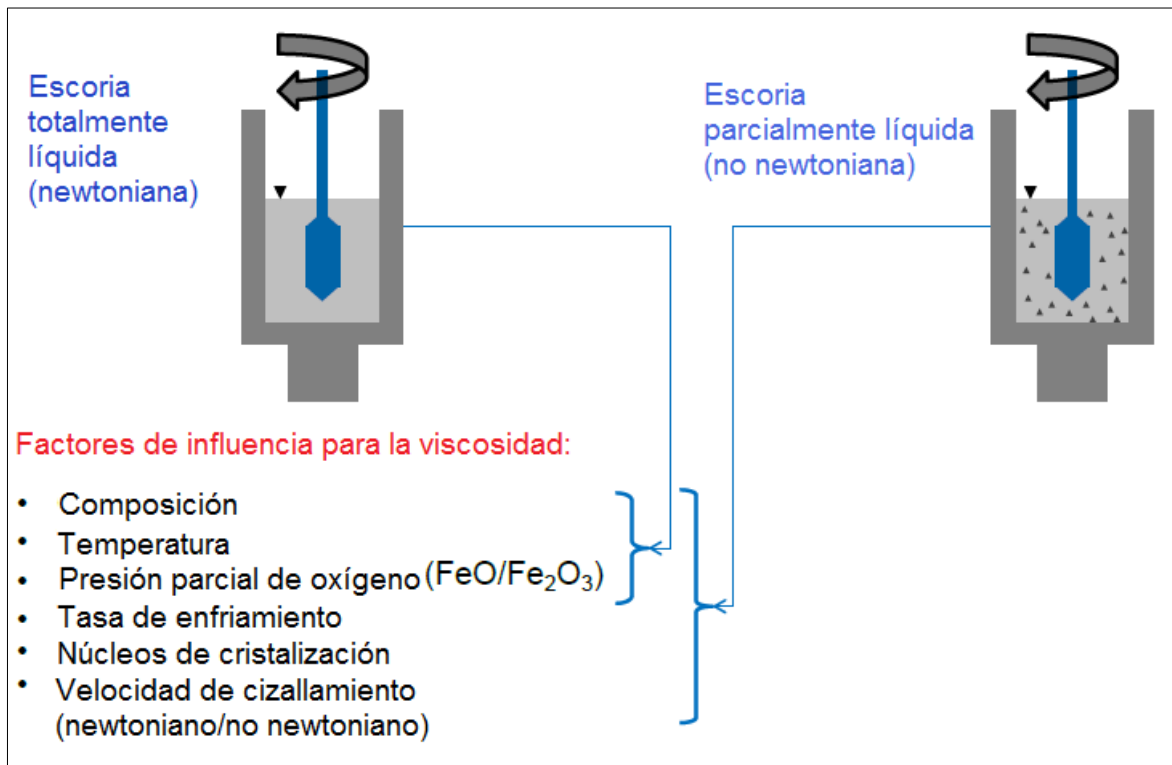 Escoria
totalmente
líquida
(newtoniana)
Escoria
parcialmente líquida
(no newtoniana)
Factores de influencia para la viscosidad:
• Composición
• Temperatura
• Presión parcial de oxígeno (FeO/Fe₂O₃)
• Tasa de enfriamiento
• Núcleos de cristalización
• Velocidad de cizallamiento
(newtoniano/no newtoniano)